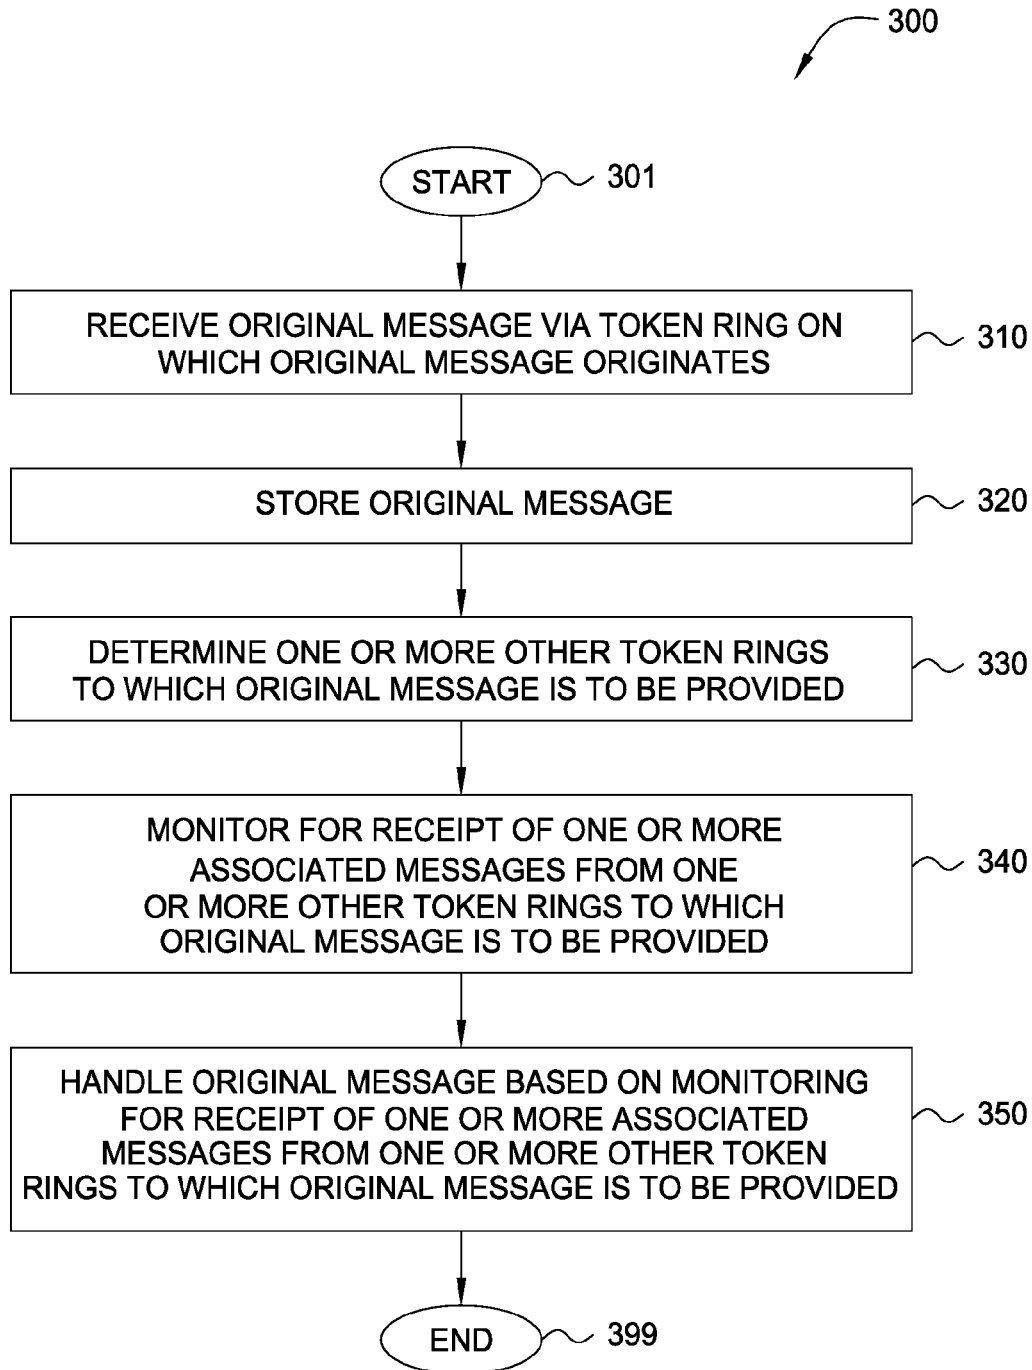 300
START
301
RECEIVE ORIGINAL MESSAGE VIA TOKEN RING ON
WHICH ORIGINAL MESSAGE ORIGINATES
310
STORE ORIGINAL MESSAGE
320
DETERMINE ONE OR MORE OTHER TOKEN RINGS
TO WHICH ORIGINAL MESSAGE IS TO BE PROVIDED
330
MONITOR FOR RECEIPT OF ONE OR MORE
ASSOCIATED MESSAGES FROM ONE
OR MORE OTHER TOKEN RINGS TO WHICH
ORIGINAL MESSAGE IS TO BE PROVIDED
340
HANDLE ORIGINAL MESSAGE BASED ON MONITORING
FOR RECEIPT OF ONE OR MORE ASSOCIATED
MESSAGES FROM ONE OR MORE OTHER TOKEN
RINGS TO WHICH ORIGINAL MESSAGE IS TO BE PROVIDED
350
END
399